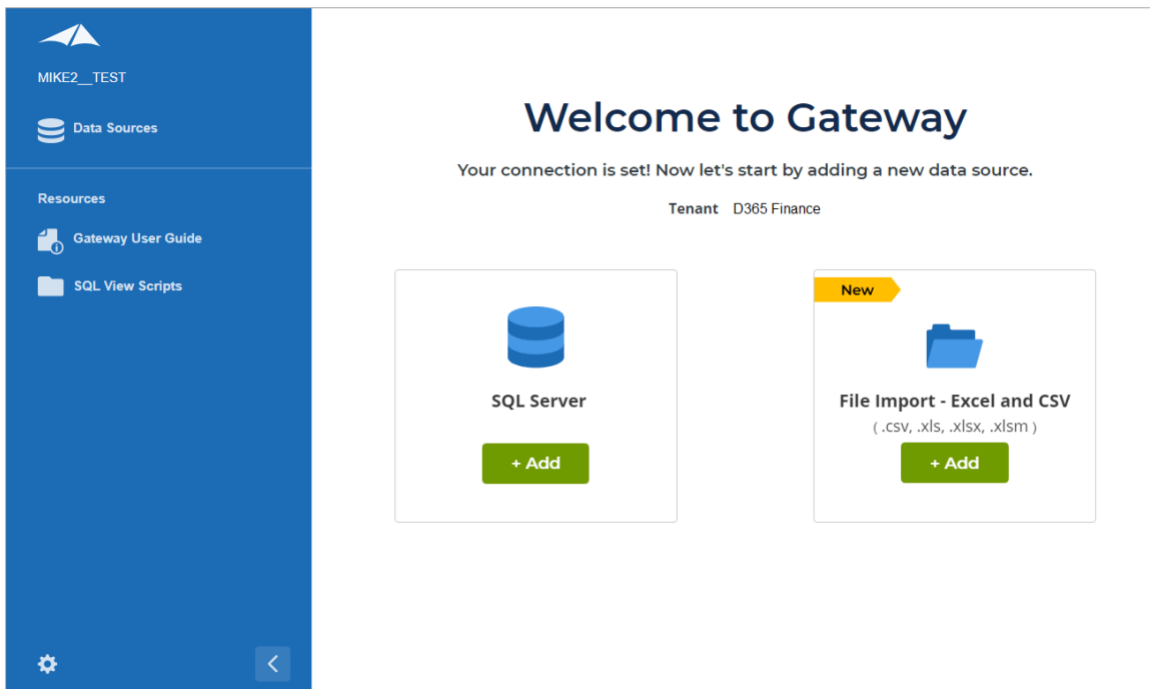 MIKE2__TEST
Data Sources
Resources
Gateway User Guide
SQL View Scripts
Welcome to Gateway
Your connection is set! Now let's start by adding a new data source.
Tenant D365 Finance
SQL Server
+ Add
New
File Import - Excel and CSV
( .csv, .xls, .xlsx, .xlsm )
+ Add